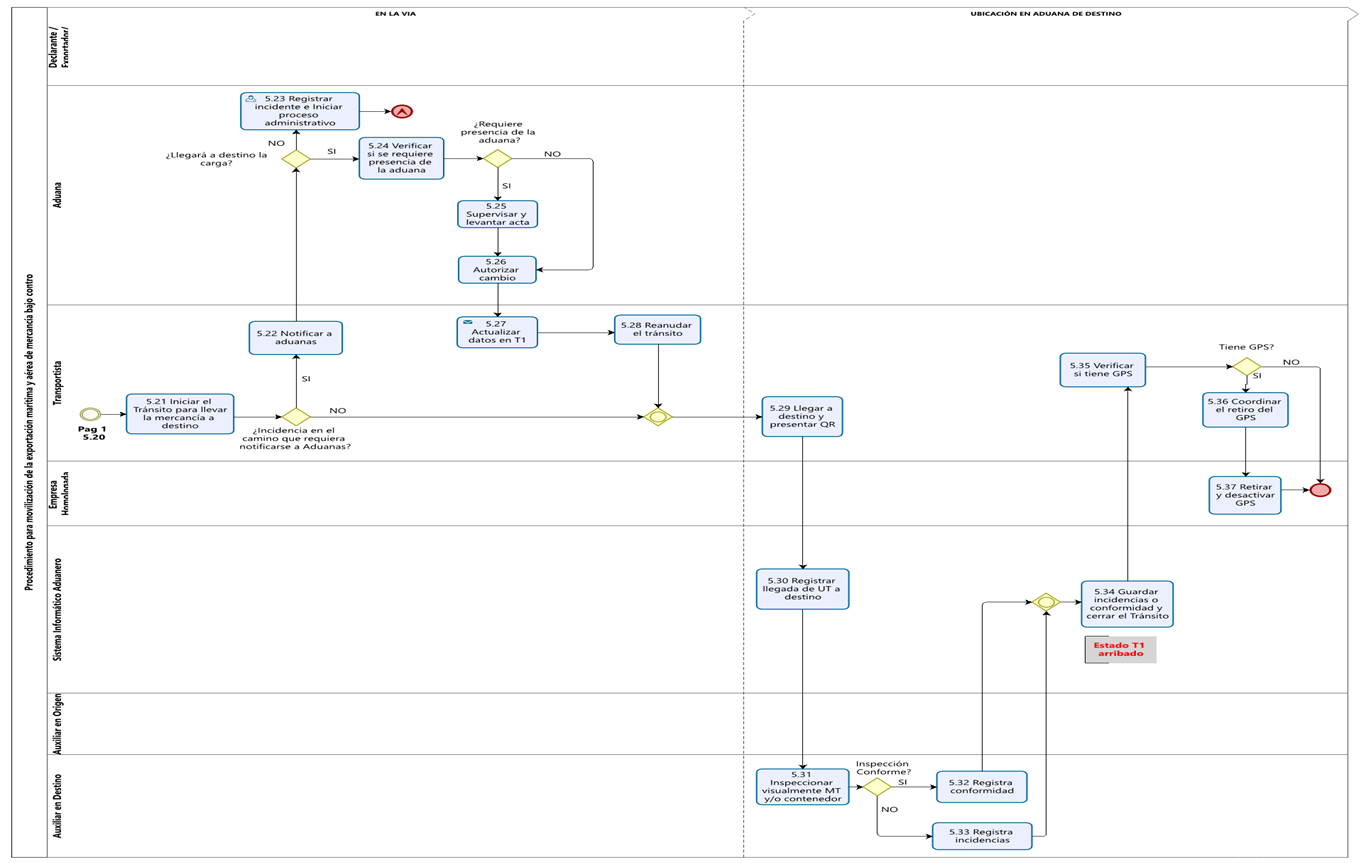 EN LA VIA
UBICACIÓN EN ADUANA DE DESTINO
Procedimiento para movilización de la exportación marítima y aérea de mercancía bajo contro
Declarante /
Exportador/
Aduana
5.23 Registrar
incidente e Iniciar
proceso
administrativo
NO
¿Llegará a destino la
carga?
SI
5.24 Verificar
si se requiere
presencia de
la aduana
¿Requiere
presencia de la
aduana?
NO
SI
5.25
Supervisar y
levantar acta
5.26
Autorizar
cambio
Transportista
5.22 Notificar a
aduanas
5.27
Actualizar
datos en T1
5.28 Reanudar
el tránsito
SI
Pag 1
5.20
5.21 Iniciar el
Tránsito para llevar
la mercancía a
destino
NO
¿Incidencia en el
camino que requiera
notificarse a Aduanas?
5.29 Llegar a
destino y
presentar QR
5.35 Verificar
si tiene GPS
Tiene GPS?
NO
SI
5.36 Coordinar
el retiro del
GPS
Empresa
Homologada
5.37 Retirar
y desactivar
GPS
Sistema Informático Aduanero
5.30 Registrar
llegada de UT a
destino
5.34 Guardar
incidencias o
conformidad y
cerrar el Tránsito
Estado T1
arribado
Auxiliar en Origen
Auxiliar en Destino
5.31
Inspeccionar
visualmente MT
y/o contenedor
Inspección
Conforme?
SI
NO
5.32 Registra
conformidad
5.33 Registra
incidencias